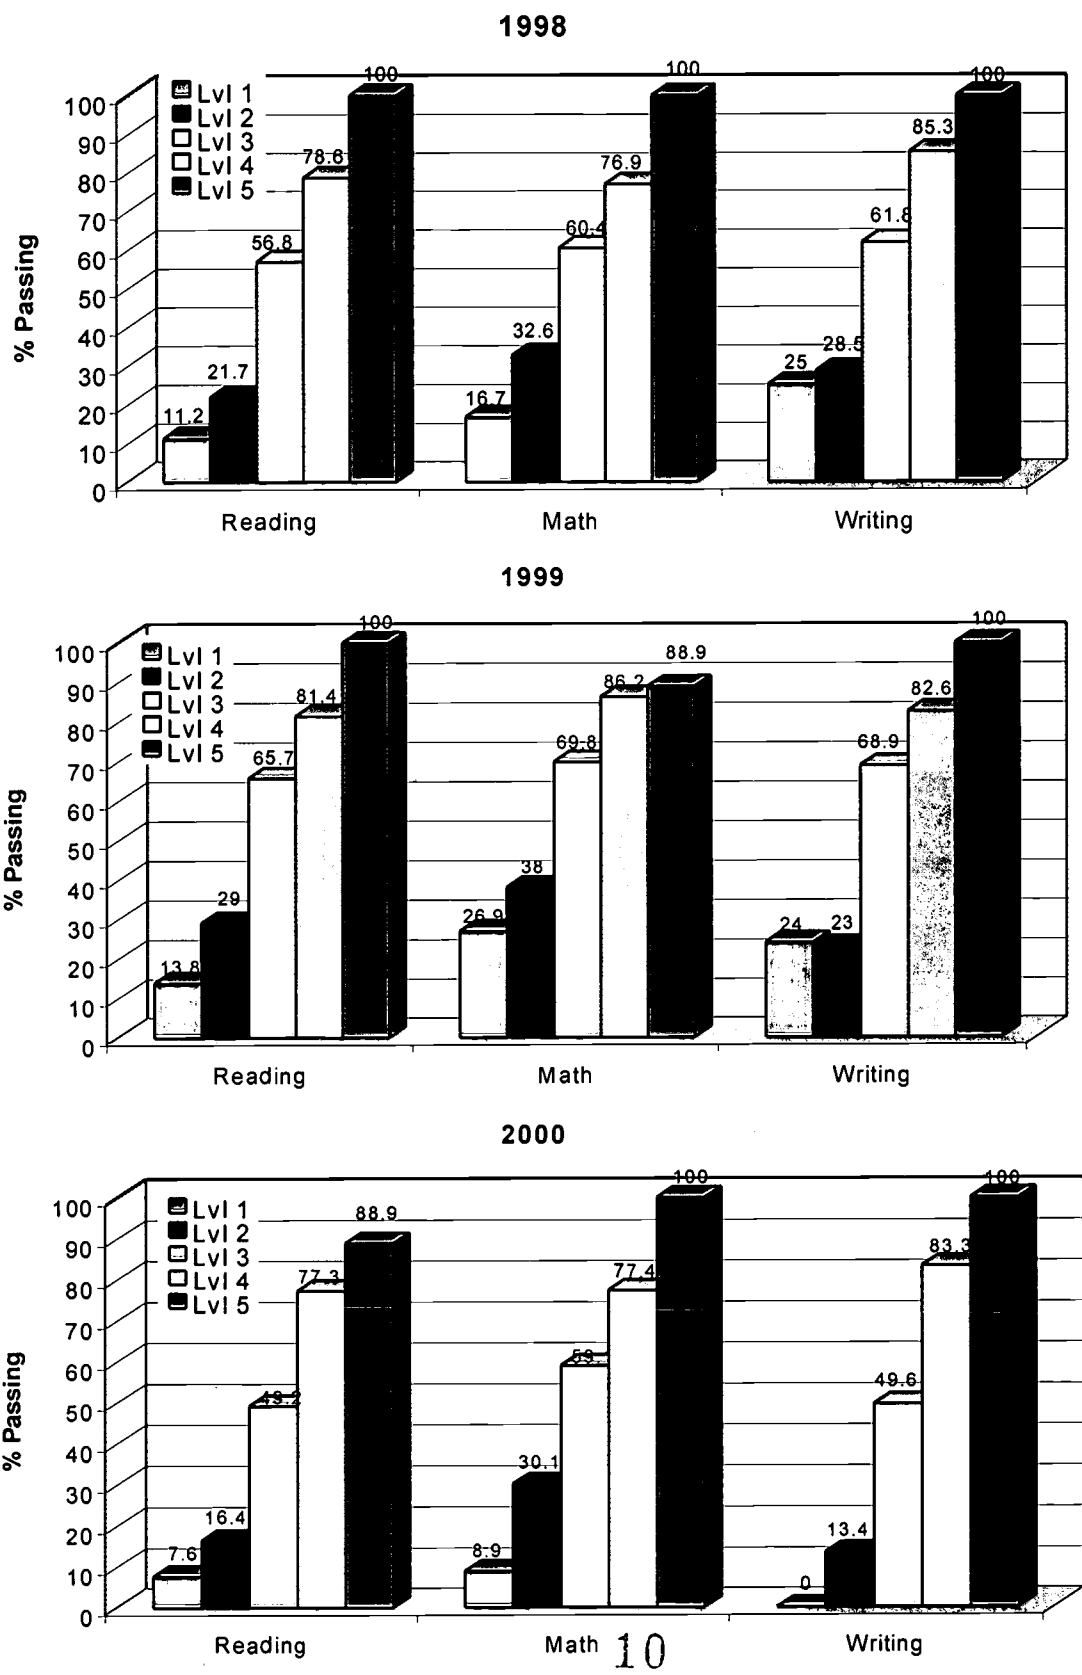 1998
100 100 100
Lvl 1
Lvl 2
Lvl 3
Lvl 4
Lvl 5
100
90
80
70
60
50
40
30
20
10
0
% Passing
11.2 21.7 56.8 78.6
16.7 32.6 60.4 76.9
25 28.5 61.8 85.3
Reading Math Writing
1999
100 88.9 100
Lvl 1
Lvl 2
Lvl 3
Lvl 4
Lvl 5
100
90
80
70
60
50
40
30
20
10
0
% Passing
13.8 29 65.7 81.4
26.9 38 69.8 86.2
24 23 68.9 82.6
Reading Math Writing
2000
88.9 100 100
Lvl 1
Lvl 2
Lvl 3
Lvl 4
Lvl 5
100
90
80
70
60
50
40
30
20
10
0
% Passing
7.6 16.4 49.2 77.3
8.9 30.1 59 77.4
0 13.4 49.6 83.3
Reading Math Writing
10